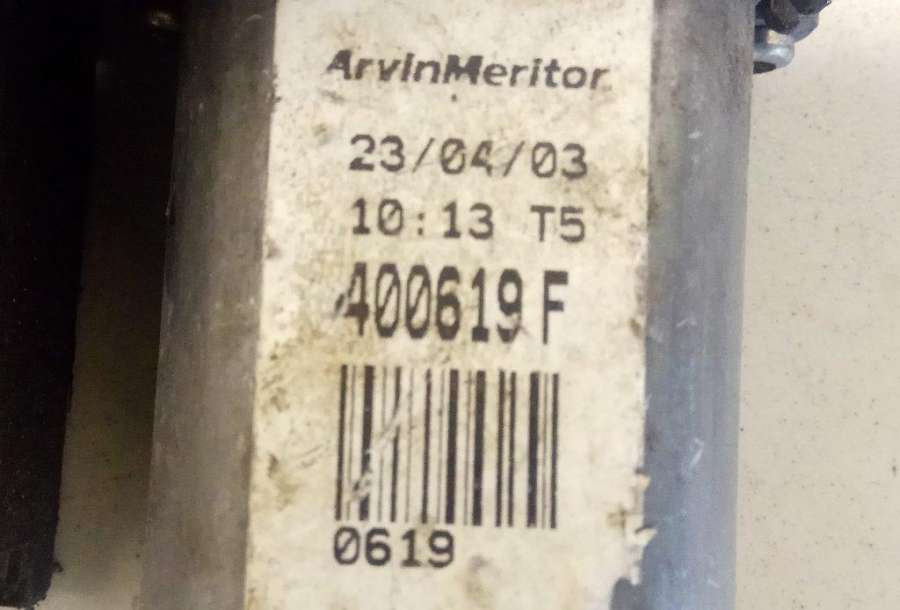 ArvinMeritor
23/04/03
10:13 T5
400619 F
0619